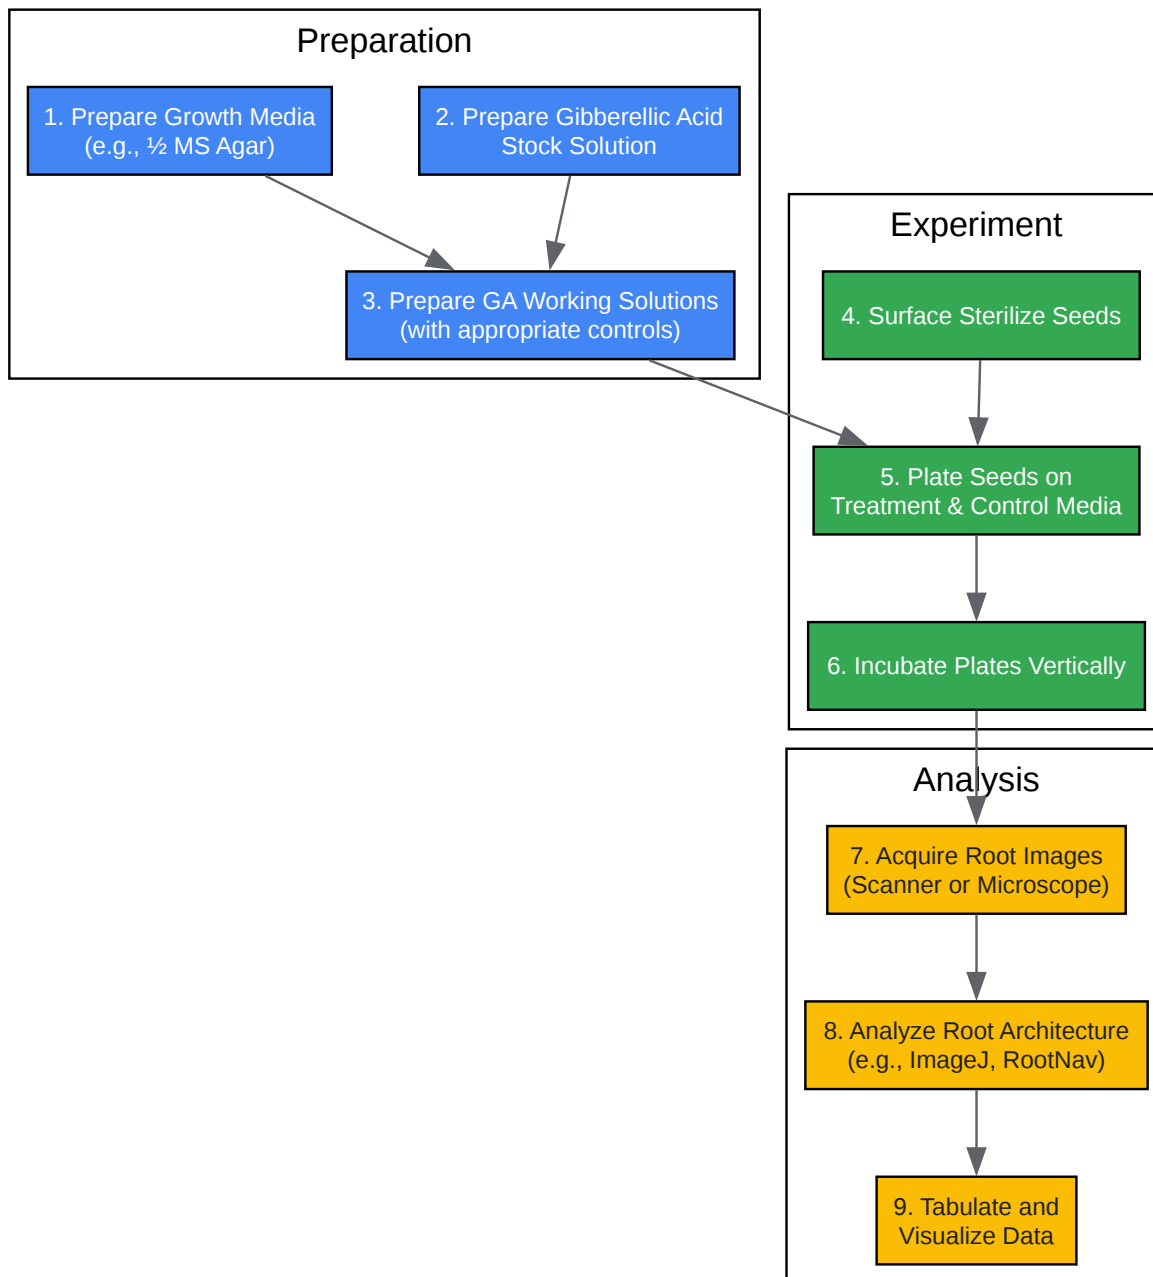 Preparation
1. Prepare Growth Media
(e.g., ½ MS Agar)
2. Prepare Gibberellic Acid
Stock Solution
3. Prepare GA Working Solutions
(with appropriate controls)
Experiment
4. Surface Sterilize Seeds
5. Plate Seeds on
Treatment & Control Media
6. Incubate Plates Vertically
Analysis
7. Acquire Root Images
(Scanner or Microscope)
8. Analyze Root Architecture
(e.g., ImageJ, RootNav)
9. Tabulate and
Visualize Data